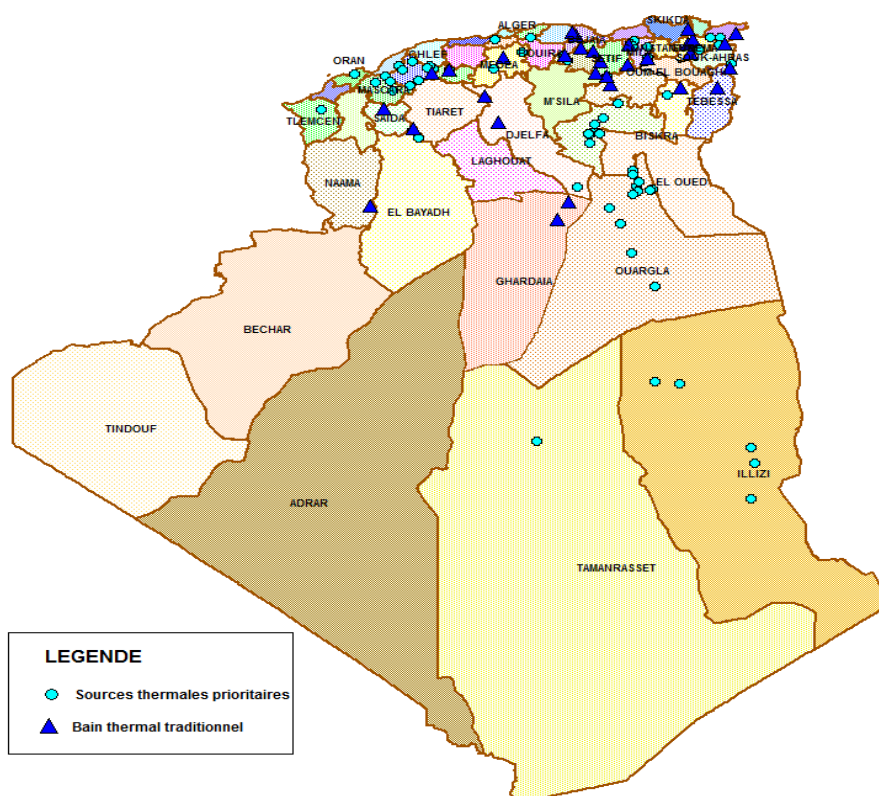 SKIKDA
ALGER
ORAN
CHLEF
MEDEA
BOUIRA
SETIF
SOUK-AHRAS
OUM EL BOUAGHI
MASCARA
TIARET
M'SILA
TEBESSA
TLEMCEN
SAIDA
DJELFA
BISKRA
LAGHOUAT
NAAMA
EL OUED
EL BAYADH
OUARGLA
GHARDAIA
BECHAR
TINDOUF
ILLIZI
ADRAR
TAMANRASSET
LEGENDE
Sources thermales prioritaires
Bain thermal traditionnel